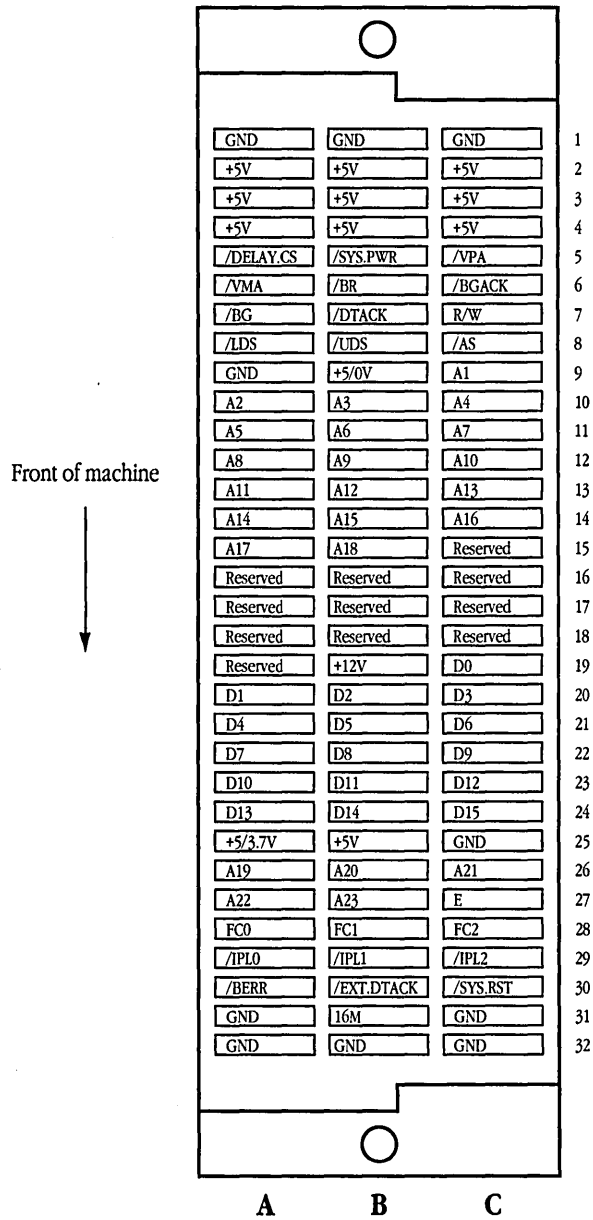 GND GND GND 1
+5V +5V +5V 2
+5V +5V +5V 3
+5V +5V +5V 4
/DELAY.CS /SYS.PWR /VPA 5
/VMA /BR /BGACK 6
/BG /DTACK R/W 7
/LDS /UDS /AS 8
GND +5/0V A1 9
A2 A3 A4 10
A5 A6 A7 11
A8 A9 A10 12
Front of machine
A11 A12 A13 13
A14 A15 A16 14
A17 A18 Reserved 15
Reserved Reserved Reserved 16
Reserved Reserved Reserved 17
Reserved Reserved Reserved 18
Reserved +12V D0 19
D1 D2 D3 20
D4 D5 D6 21
D7 D8 D9 22
D10 D11 D12 23
D13 D14 D15 24
+5/3.7V +5V GND 25
A19 A20 A21 26
A22 A23 E 27
FC0 FC1 FC2 28
/IPL0 /IPL1 /IPL2 29
/BERR /EXT.DTACK /SYS.RST 30
GND 16M GND 31
GND GND GND 32
A B C